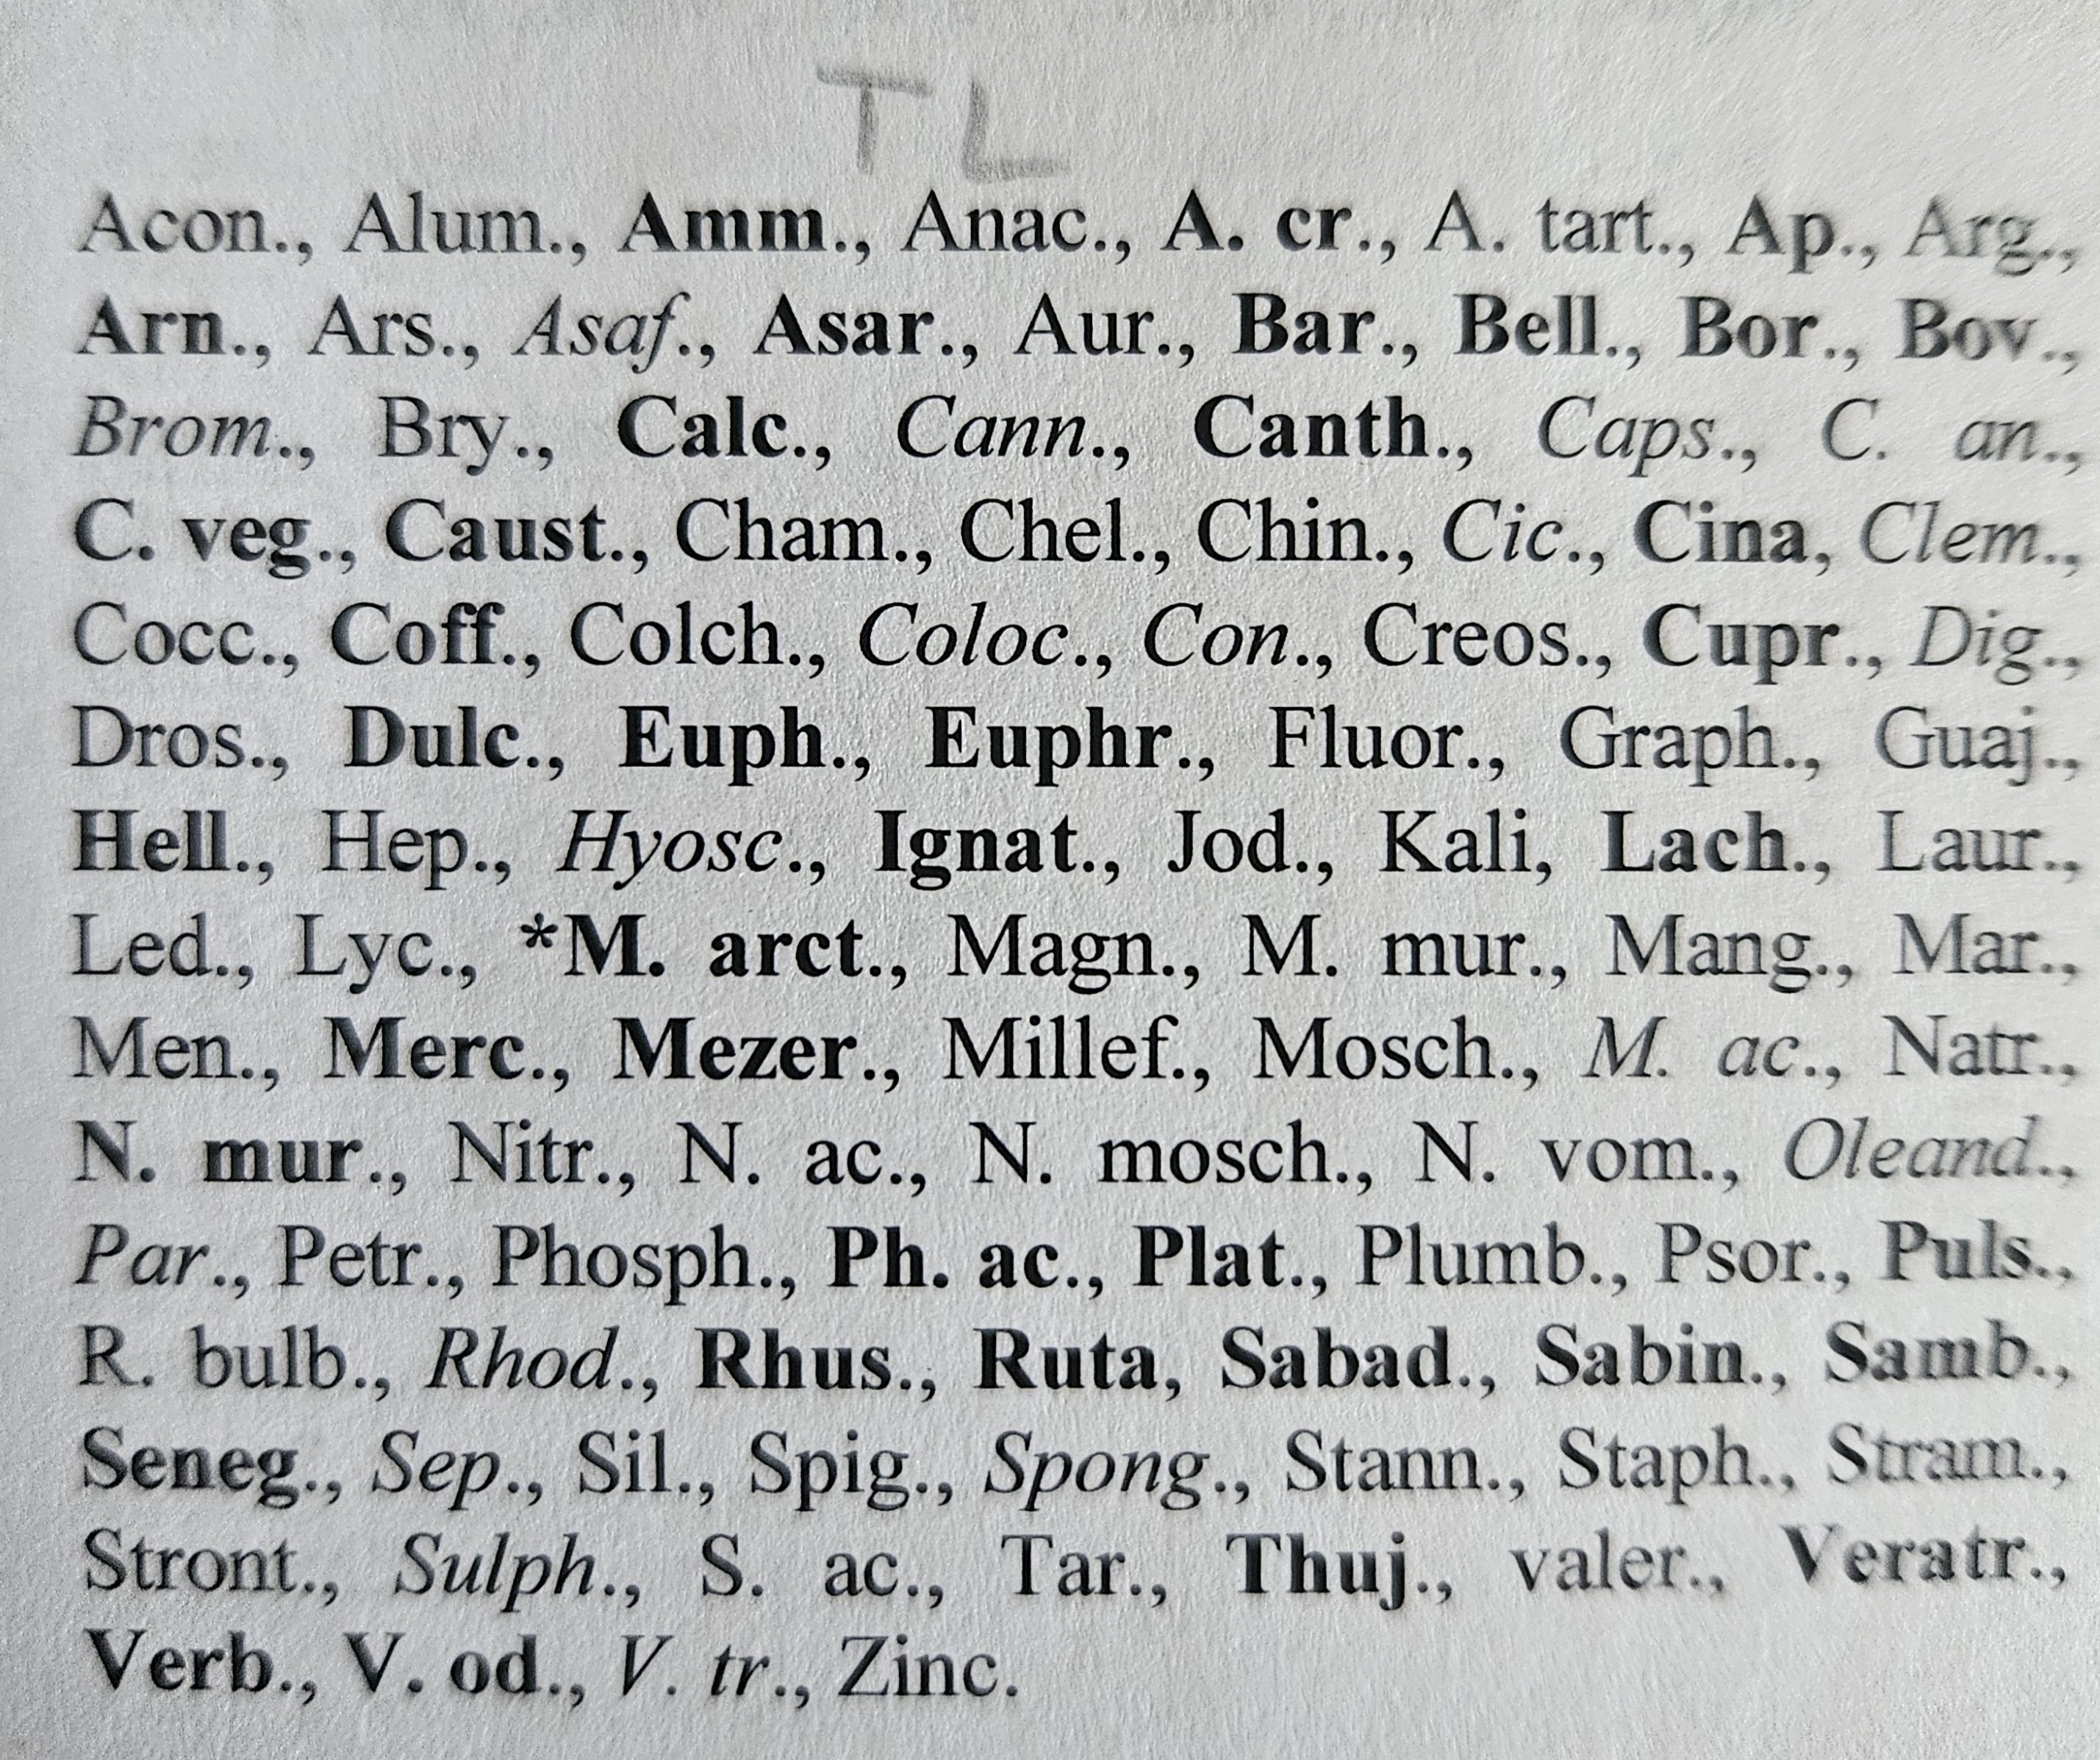 TL
Acon., Alum., Amm., Anac., A. cr., A. tart., Ap., Arg.,
Arn., Ars., Asaf., Asar., Aur., Bar., Bell., Bor., Bov.,
Brom., Bry., Calc., Cann., Canth., Caps., C. an.,
C. veg., Caust., Cham., Chel., Chin., Cic., Cina, Clem.,
Cocc., Coff., Colch., Coloc., Con., Creos., Cupr., Dig.,
Dros., Dulc., Euph., Euphr., Fluor., Graph., Guaj.,
Hell., Hep., Hyosc., Ignat., Jod., Kali, Lach., Laur.,
Led., Lyc., *M. arct., Magn., M. mur., Mang., Mar.,
Men., Merc., Mezer., Millef., Mosch., M. ac., Natr.,
N. mur., Nitr., N. ac., N. mosch., N. vom., Oleand.,
Par., Petr., Phosph., Ph. ac., Plat., Plumb., Psor., Puls.,
R. bulb., Rhod., Rhus., Ruta, Sabad., Sabin., Samb.,
Seneg., Sep., Sil., Spig., Spong., Stann., Staph., Stram.,
Stront., Sulph., S. ac., Tar., Thuj., valer., Veratr.,
Verb., V. od., V. tr., Zinc.